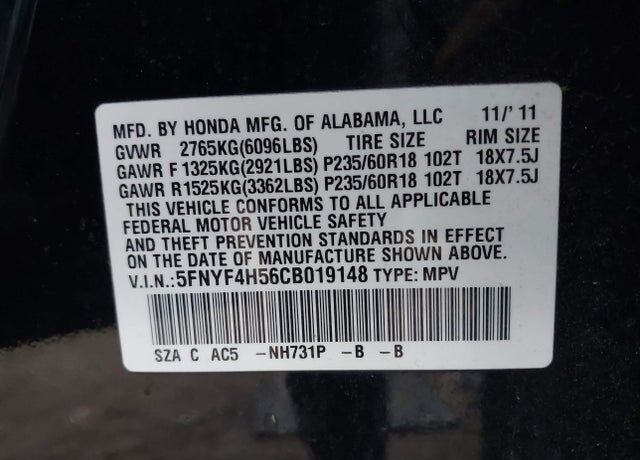 MFD. BY HONDA MFG. OF ALABAMA, LLC 11/'11
GVWR 2765KG(6096LBS) TIRE SIZE RIM SIZE
GAWR F 1325KG(2921LBS) P235/60R18 102T 18X7.5J
GAWR R 1525KG(3362LBS) P235/60R18 102T 18X7.5J
THIS VEHICLE CONFORMS TO ALL APPLICABLE
FEDERAL MOTOR VEHICLE SAFETY
AND THEFT PREVENTION STANDARDS IN EFFECT
ON THE DATE OF MANUFACTURE SHOWN ABOVE.
V.I.N.:5FNYF4H56CB019148 TYPE: MPV
SZA C AC5 -NH731P -B -B